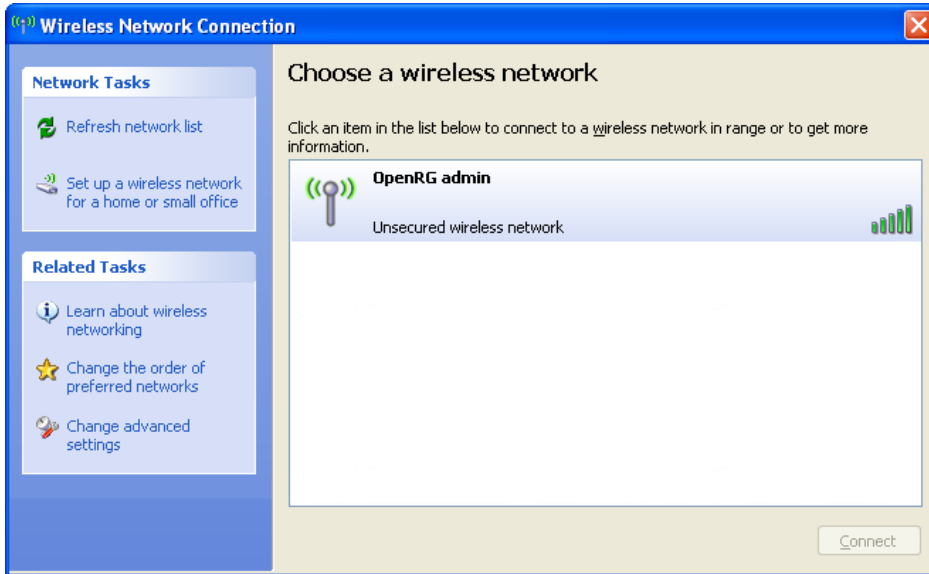 Wireless Network Connection
Network Tasks
Refresh network list
Set up a wireless network
for a home or small office
Related Tasks
Learn about wireless
networking
Change the order of
preferred networks
Change advanced
settings
Choose a wireless network
Click an item in the list below to connect to a wireless network in range or to get more
information.
OpenRG admin
Unsecured wireless network
Connect